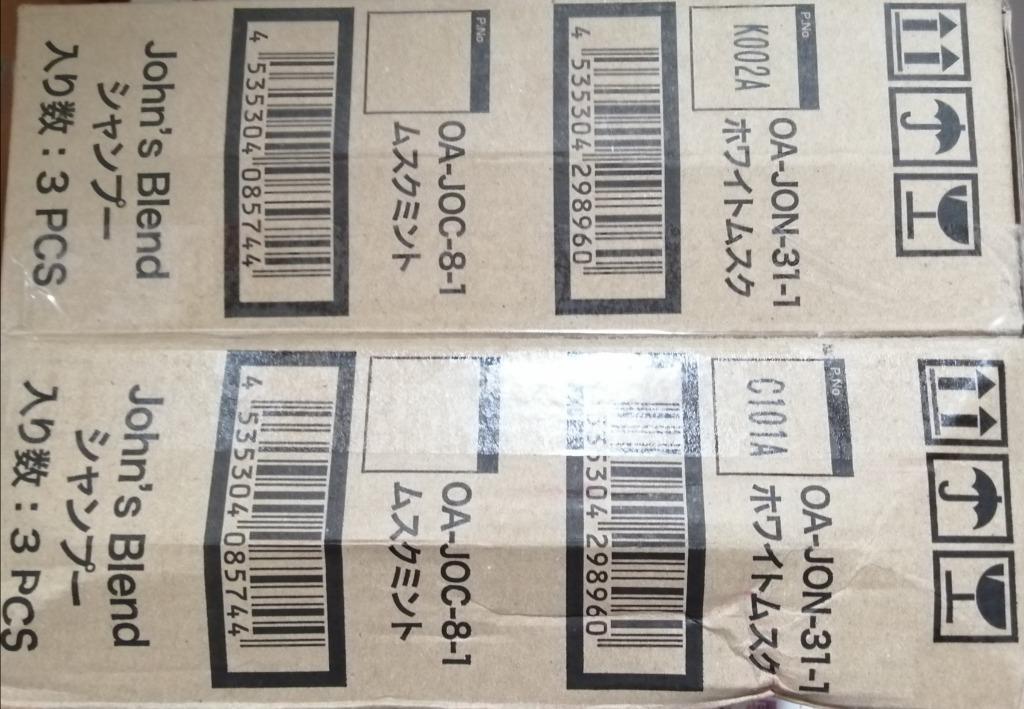 P.No
K002A
OA-JON-31-1
ホワイトムスク
4 535304 298960
P.No
OA-JOC-8-1
ムスクミント
4 535304 085744
John's Blend
シャンプー
入り数：3 PCS
P.No
C101A
OA-JON-31-1
ホワイトムスク
535304 298960
OA-JOC-8-1
ムスクミント
4 535304 085744
John's Blend
シャンプー
入り数：3 PCS